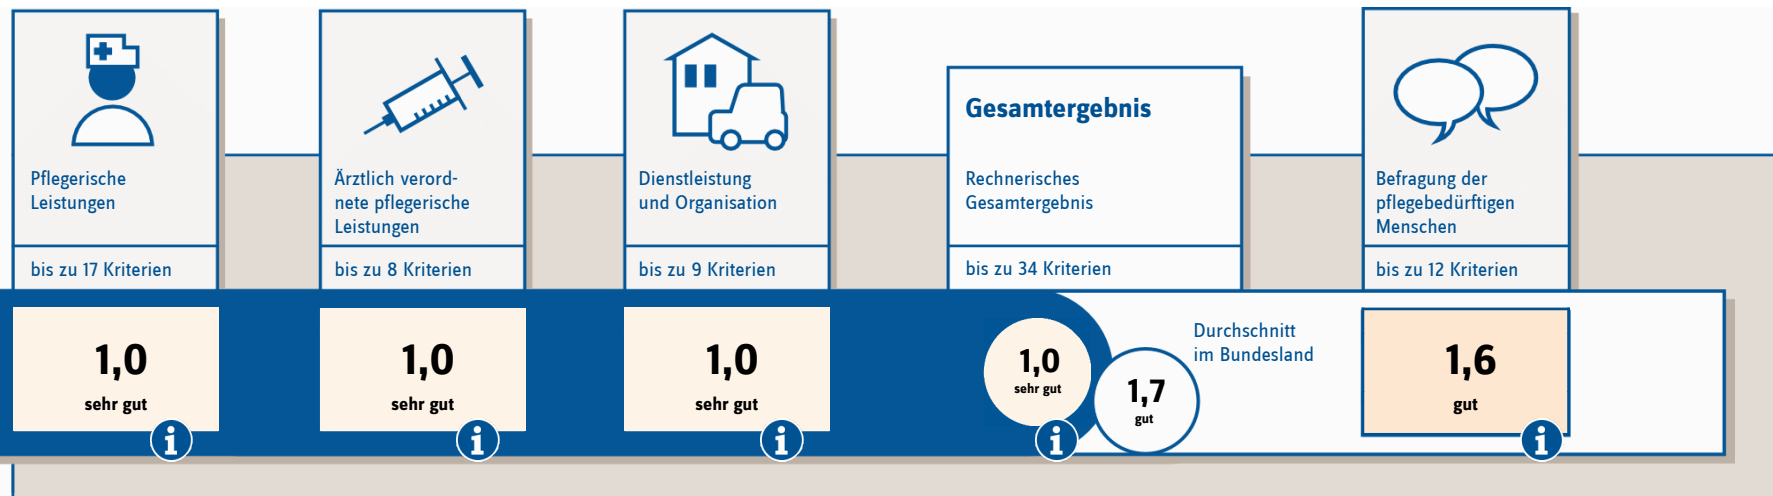 Pflegerische
Leistungen
bis zu 17 Kriterien
1,0
sehr gut
i
Ärztlich verord-
nete pflegerische
Leistungen
bis zu 8 Kriterien
1,0
sehr gut
i
Dienstleistung
und Organisation
bis zu 9 Kriterien
1,0
sehr gut
i
Gesamtergebnis
Rechnerisches
Gesamtergebnis
bis zu 34 Kriterien
1,0
sehr gut
i
1,7
gut
Durchschnitt
im Bundesland
Befragung der
pflegebedürftigen
Menschen
bis zu 12 Kriterien
1,6
gut
i